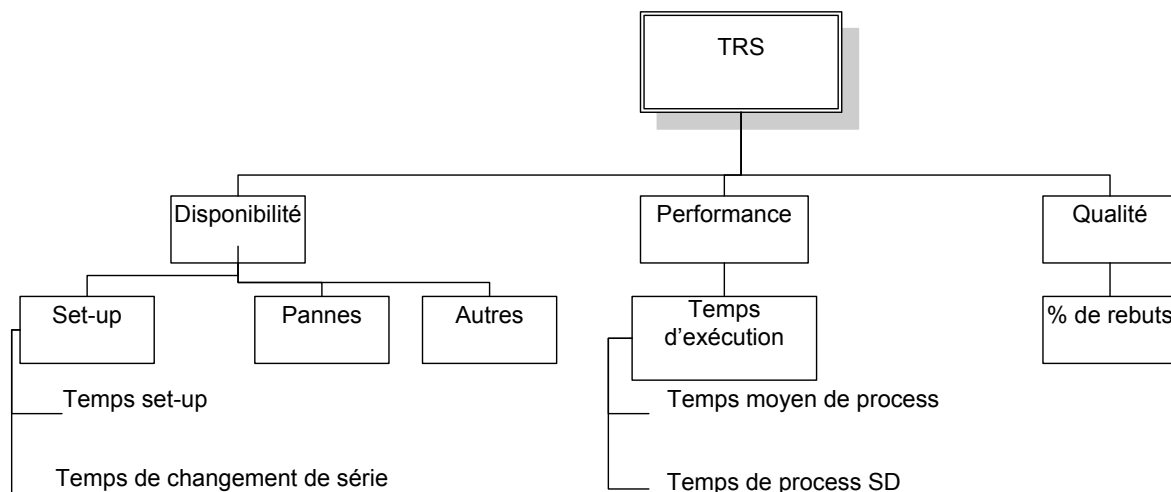 TRS
Disponibilité
Performance
Qualité
Set-up
Pannes
Autres
Temps
d’exécution
% de rebuts
Temps set-up
Temps moyen de process
Temps de changement de série
Temps de process SD